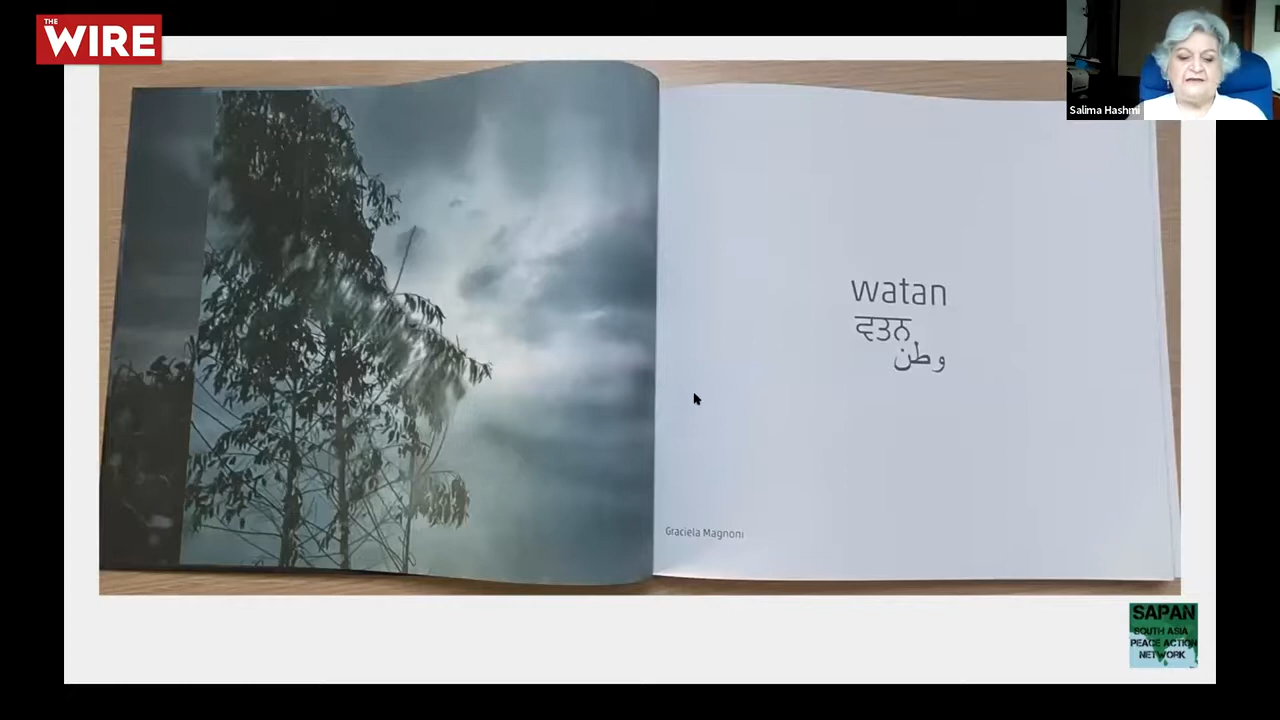 THE
WIRE
Salima Hashmi
watan
ਵਤਨ
وطن
Graciela Magnoni
SAPAN
SOUTH ASIA
PEACE ACTION
NETWORK